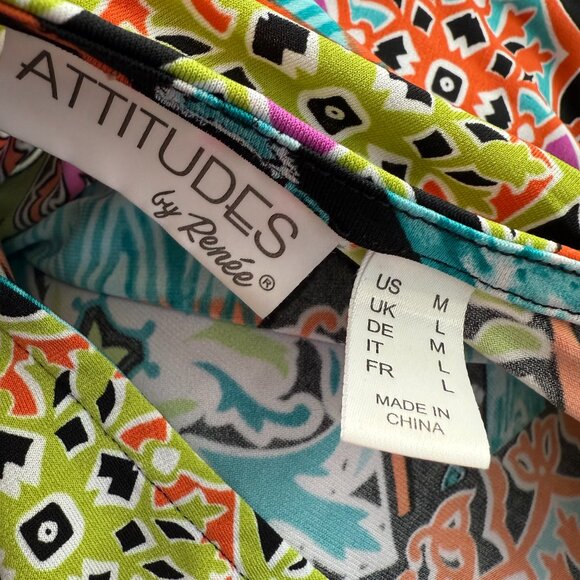 ATTITUDES
by Renée®
US M
UK L
DE M
IT L
FR L
MADE IN
CHINA